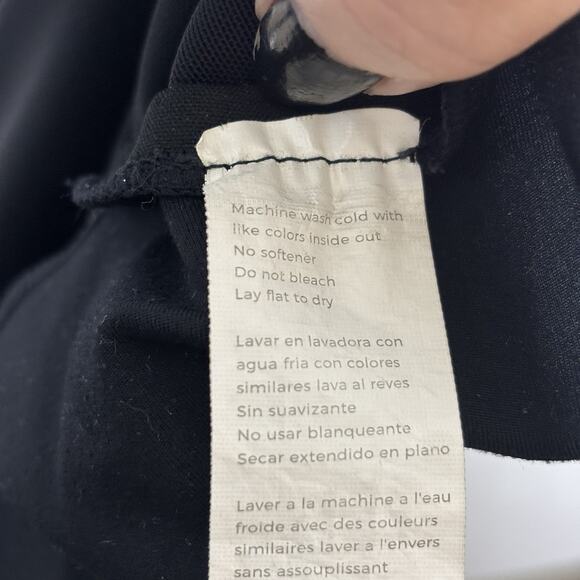 Machine wash cold with
like colors inside out
No softener
Do not bleach
Lay flat to dry
Lavar en lavadora con
agua fria con colores
similares lava al reves
Sin suavizante
No usar blanqueante
Secar extendido en plano
Laver a la machine a l'eau
froide avec des couleurs
similaires laver a l'envers
sans assouplissant